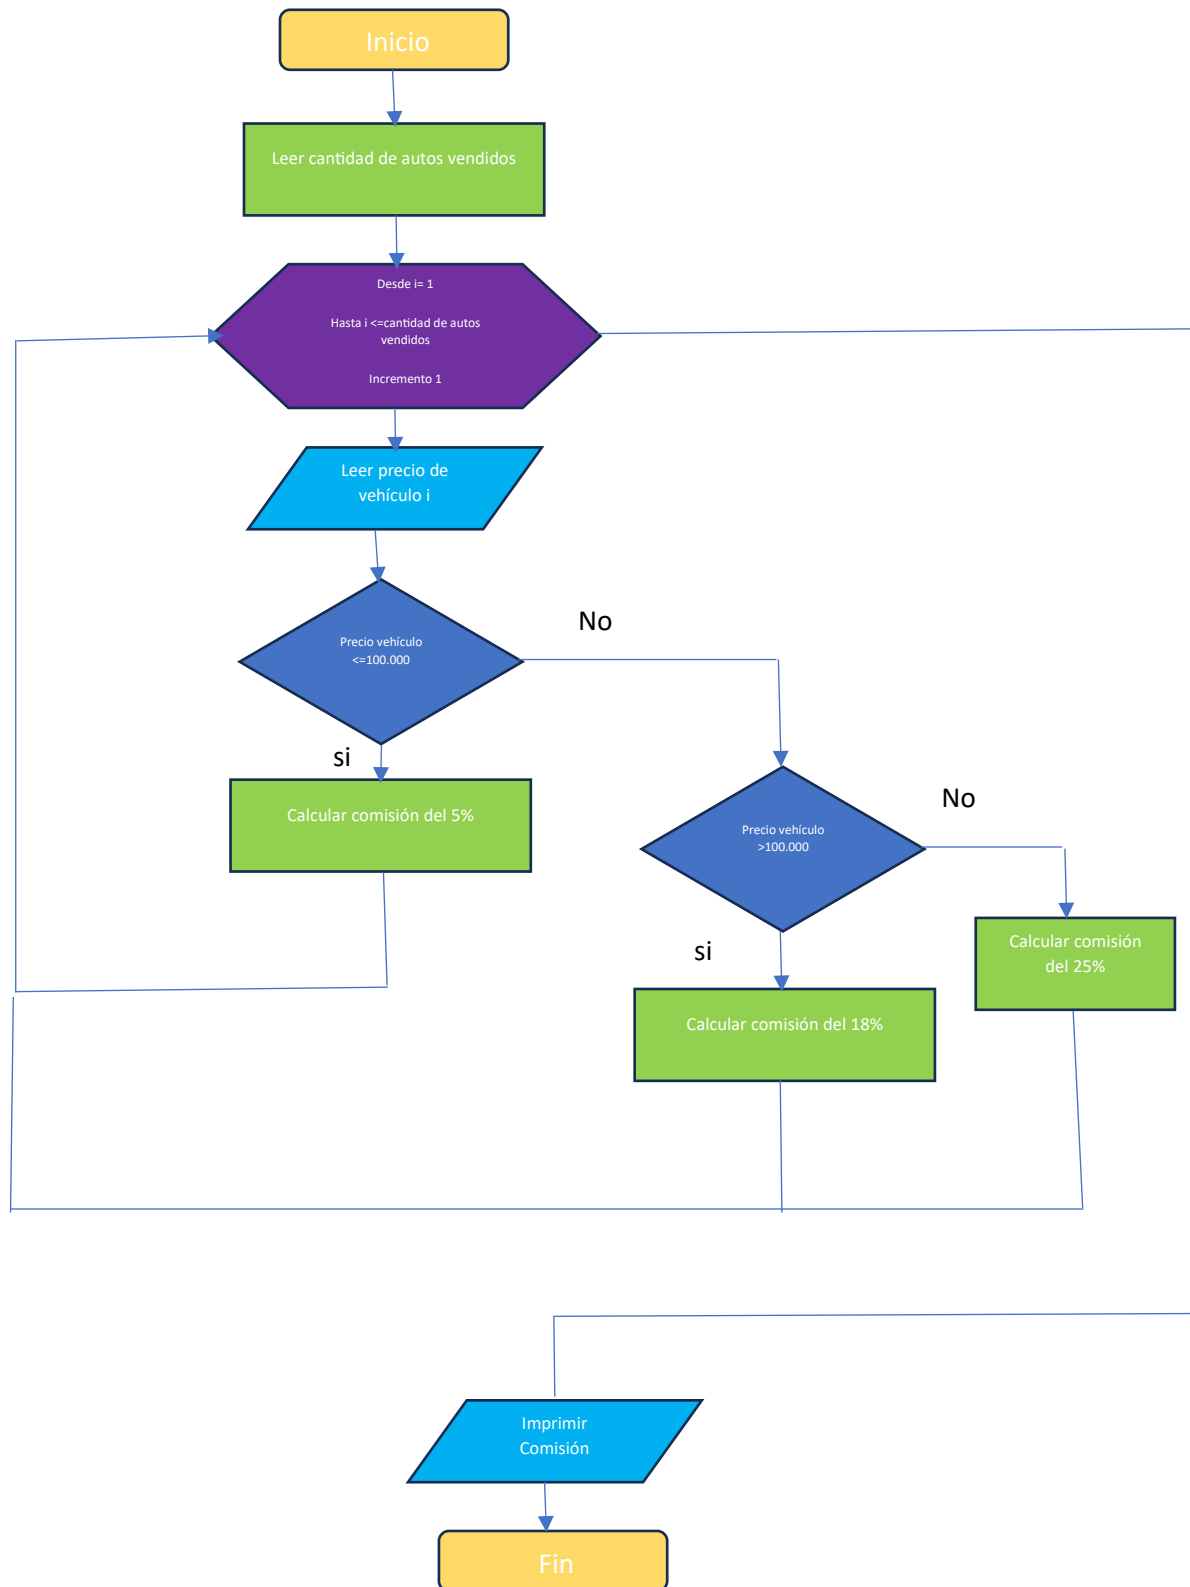 Inicio
Leer cantidad de autos vendidos
Desde i= 1
Hasta i <=cantidad de autos
vendidos
Incremento 1
Leer precio de
vehículo i
No
Precio vehículo
<=100.000
si
Calcular comisión del 5%
No
Precio vehículo
>100.000
si
Calcular comisión
del 25%
Calcular comisión del 18%
Imprimir
Comisión
Fin